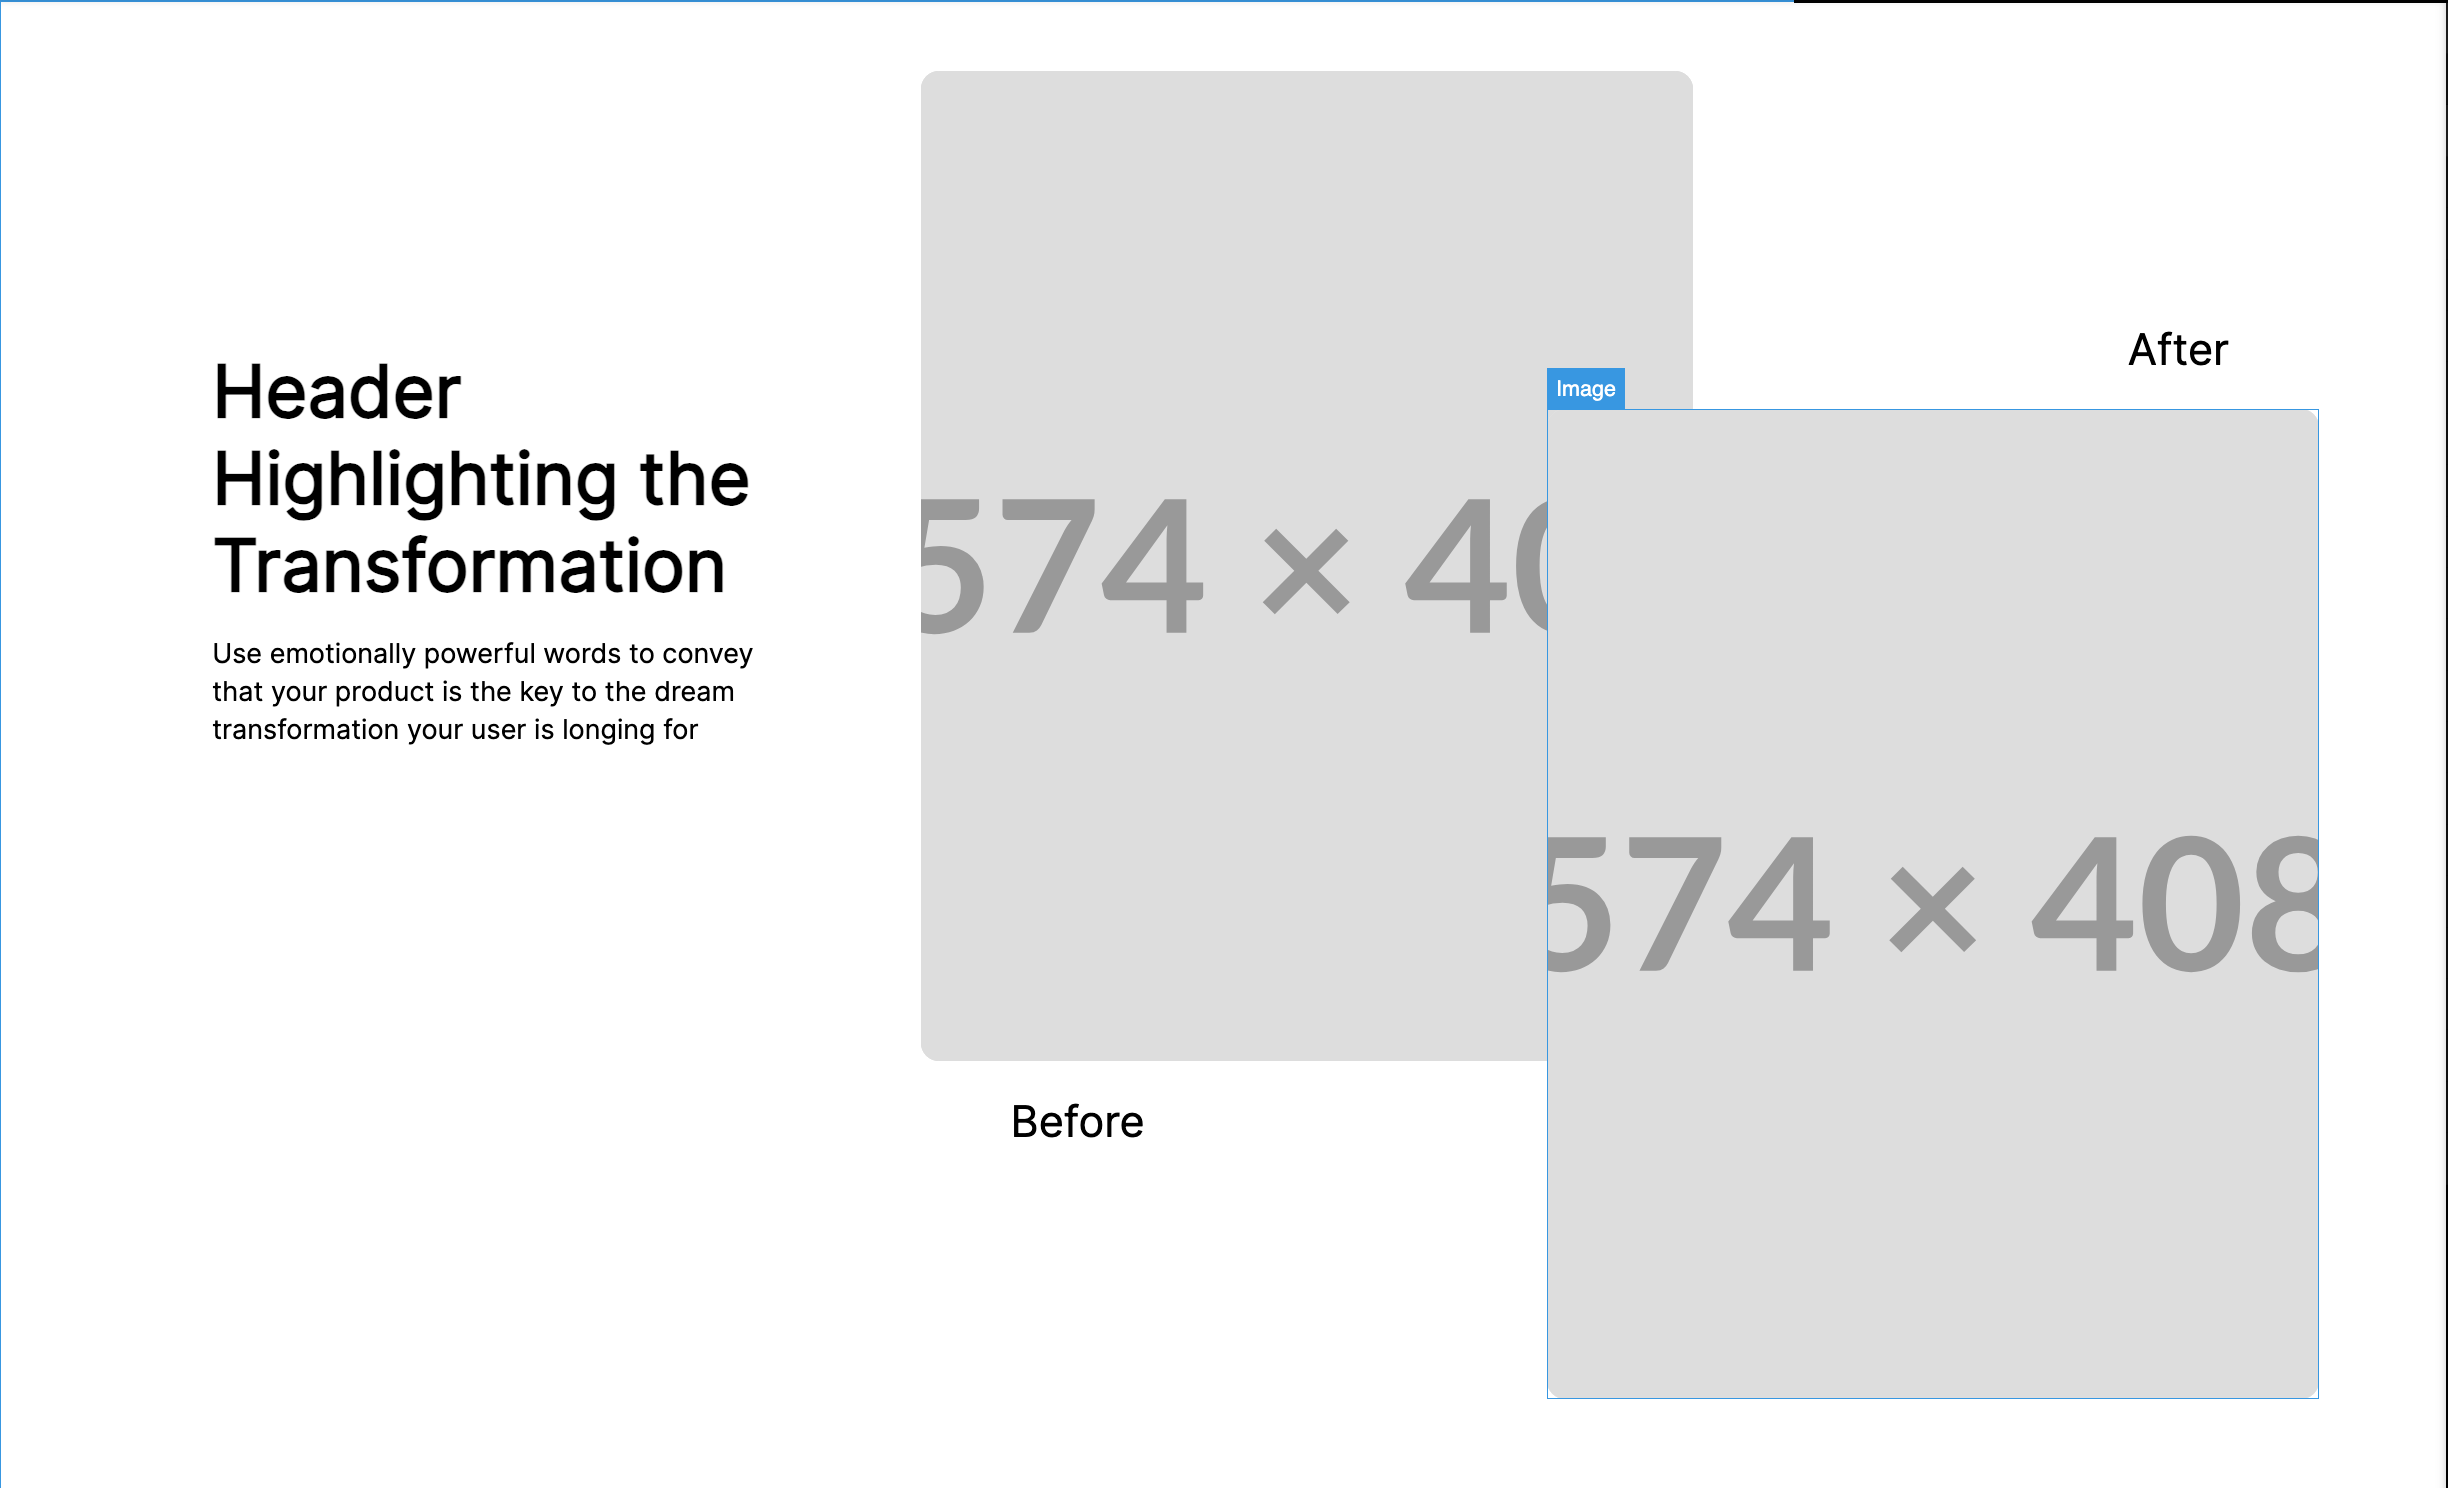 Header
Highlighting the
Transformation
Use emotionally powerful words to convey
that your product is the key to the dream
transformation your user is longing for
574 × 40
Before
After
Image
574 × 408